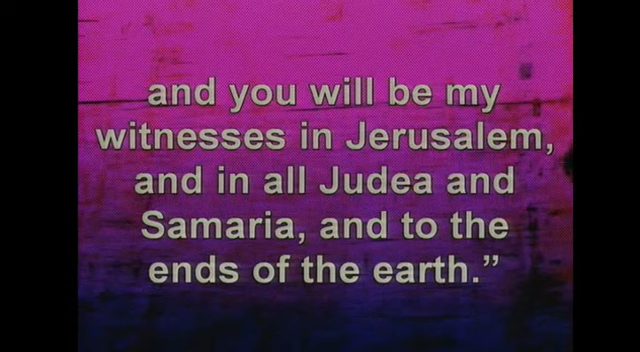 and you will be my
witnesses in Jerusalem,
and in all Judea and
Samaria, and to the
ends of the earth.”